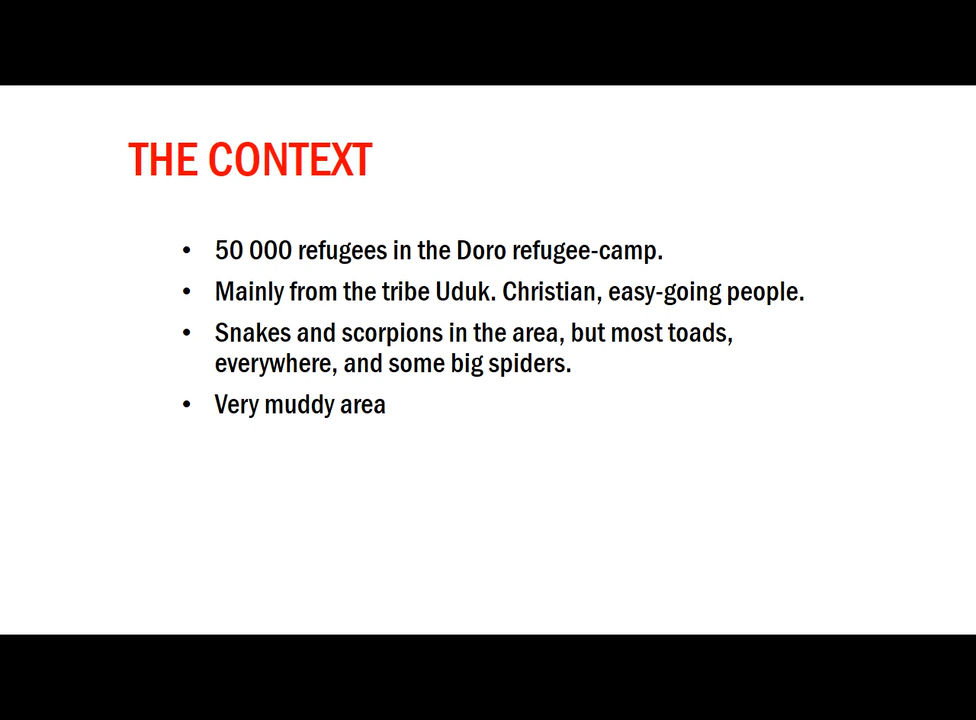 THE CONTEXT
• 50 000 refugees in the Doro refugee-camp.
• Mainly from the tribe Uduk. Christian, easy-going people.
• Snakes and scorpions in the area, but most toads,
everywhere, and some big spiders.
• Very muddy area